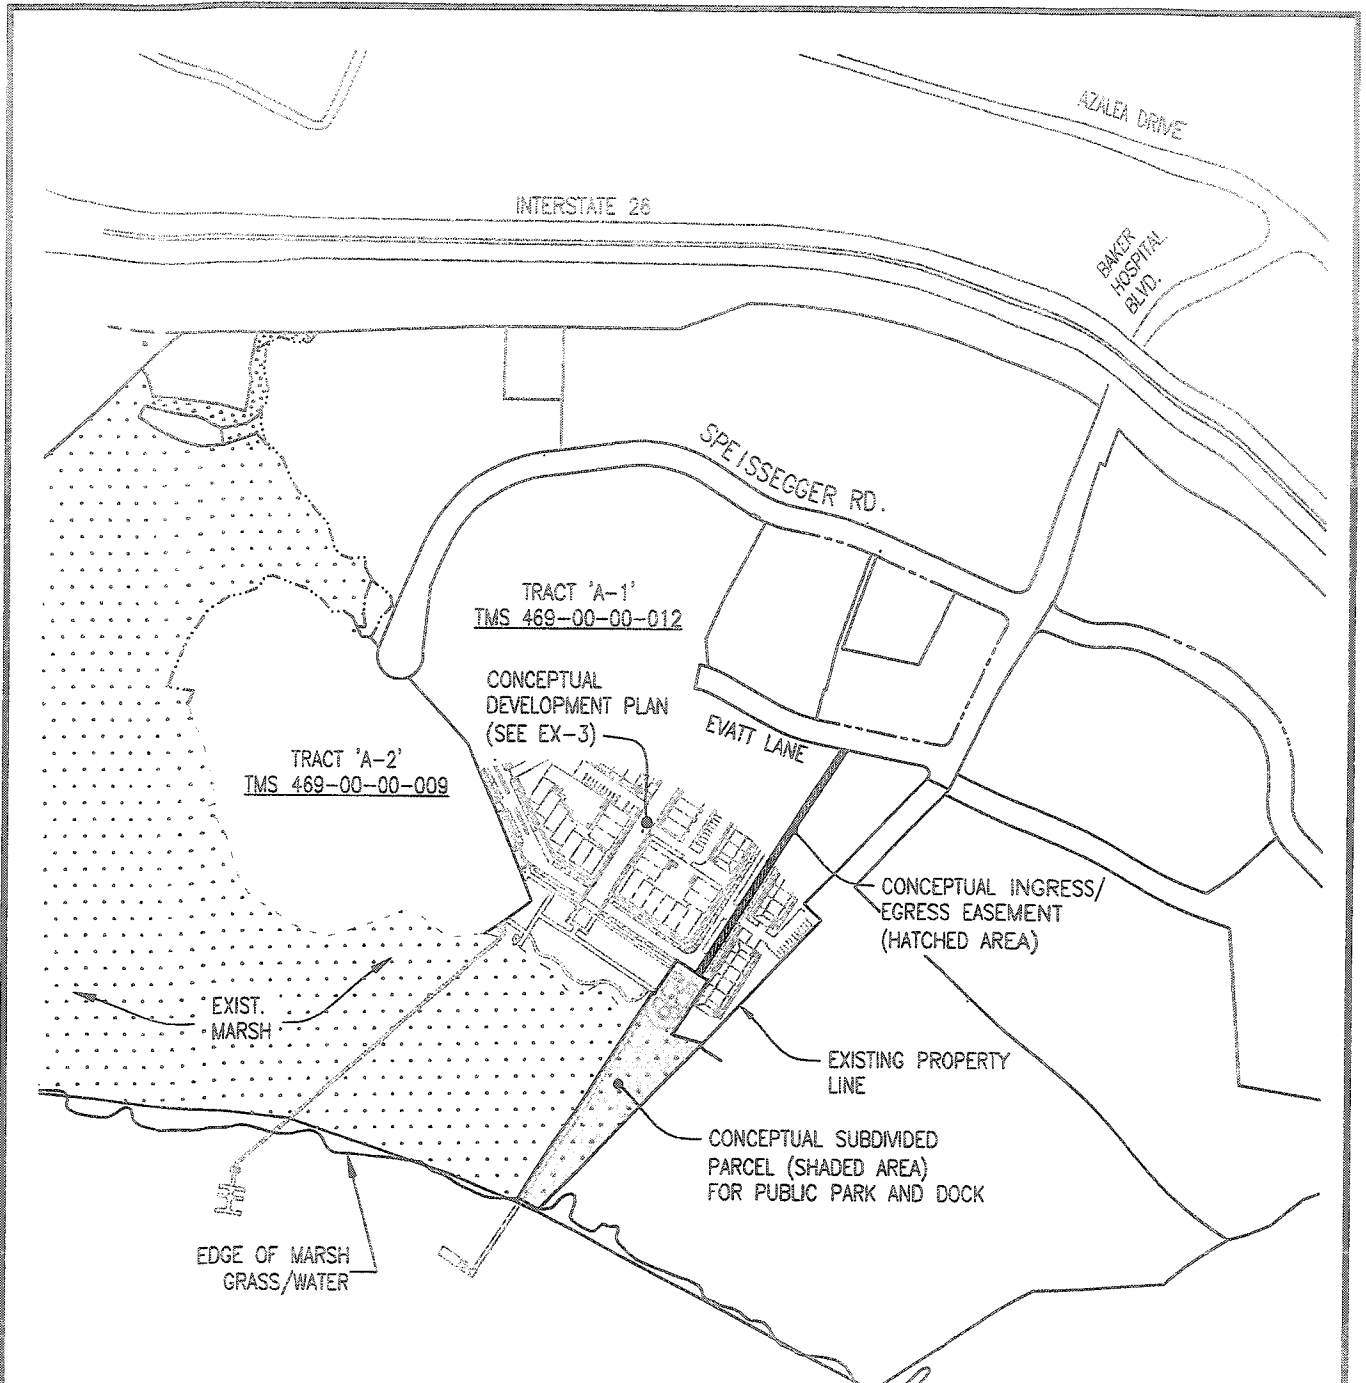 AZALEA DRIVE
INTERSTATE 26
BAKER
HOSPITAL
BLVD.
SPEISSEGGER RD.
TRACT 'A-1'
TMS 469-00-00-012
CONCEPTUAL
DEVELOPMENT PLAN
(SEE EX-3)
EVATT LANE
TRACT 'A-2'
TMS 469-00-00-009
CONCEPTUAL INGRESS/
EGRESS EASEMENT
(HATCHED AREA)
EXIST.
MARSH
EXISTING PROPERTY
LINE
CONCEPTUAL SUBDIVIDED
PARCEL (SHADED AREA)
FOR PUBLIC PARK AND DOCK
EDGE OF MARSH
GRASS/WATER